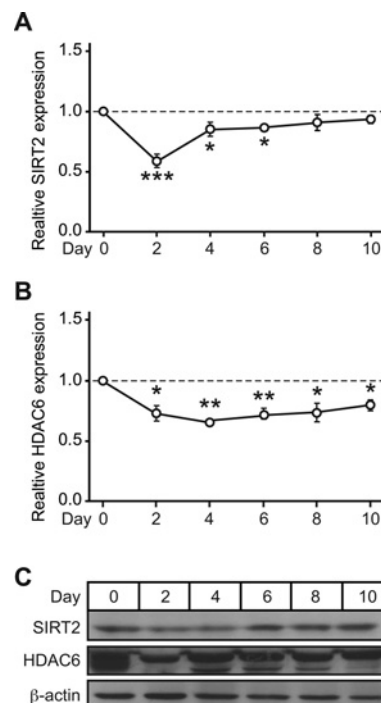 A
Realtive SIRT2 expression
1.5
1.0
0.5
0.0
***
*
*
Day 0 2 4 6 8 10
B
Realtive HDAC6 expression
1.5
1.0
0.5
0.0
*
**
**
*
*
Day 0 2 4 6 8 10
C
Day 0 2 4 6 8 10
SIRT2
HDAC6
β-actin